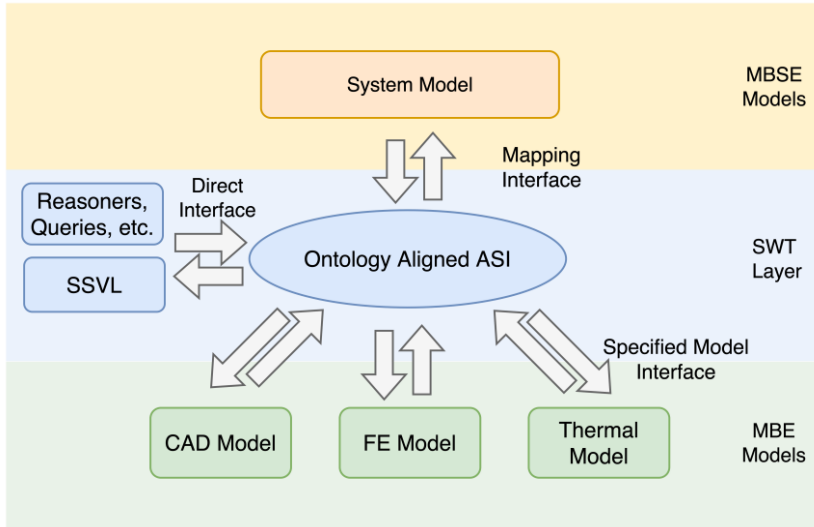 System Model
MBSE
Models
Mapping
Interface
Reasoners,
Queries, etc.
Direct
Interface
SSVL
Ontology Aligned ASI
SWT
Layer
Specified Model
Interface
CAD Model
FE Model
Thermal
Model
MBE
Models